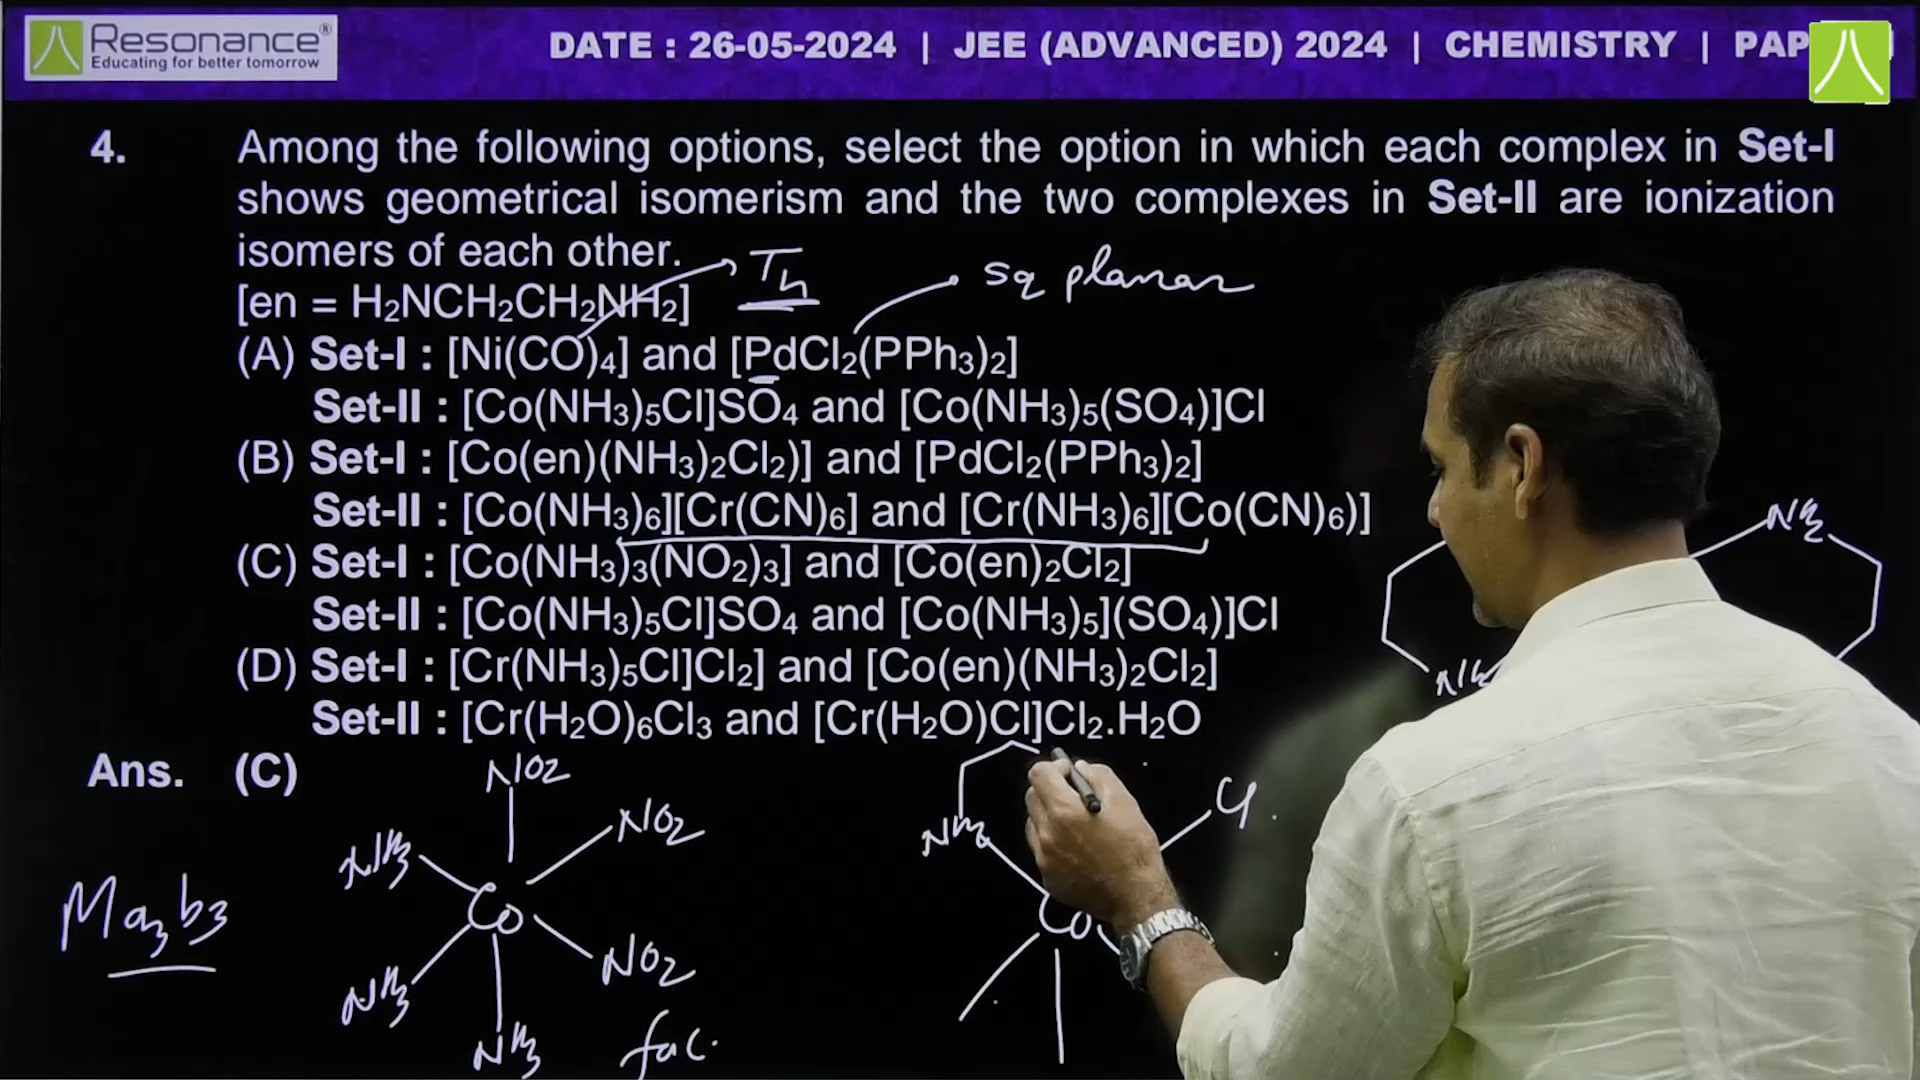 Resonance®
Educating for better tomorrow
DATE : 26-05-2024 | JEE (ADVANCED) 2024 | CHEMISTRY | PAP
4. Among the following options, select the option in which each complex in Set-I
shows geometrical isomerism and the two complexes in Set-II are ionization
isomers of each other.
Th
sq planar
[en = H2NCH2CH2NH2]
(A) Set-I : [Ni(CO)4] and [PdCl2(PPh3)2]
Set-II : [Co(NH3)5Cl]SO4 and [Co(NH3)5(SO4)]Cl
(B) Set-I : [Co(en)(NH3)2Cl2)] and [PdCl2(PPh3)2]
Set-II : [Co(NH3)6][Cr(CN)6] and [Cr(NH3)6][Co(CN)6)]
(C) Set-I : [Co(NH3)3(NO2)3] and [Co(en)2Cl2]
Set-II : [Co(NH3)5Cl]SO4 and [Co(NH3)5](SO4)]Cl
(D) Set-I : [Cr(NH3)5Cl]Cl2] and [Co(en)(NH3)2Cl2]
Set-II : [Cr(H2O)6Cl3 and [Cr(H2O)Cl]Cl2.H2O
Ans. (C)
NH2
NH2
NO2
NO2
NH3
Co
NO2
NH3
NH3
fac.
Ma3b3
NH2
Cl
Co